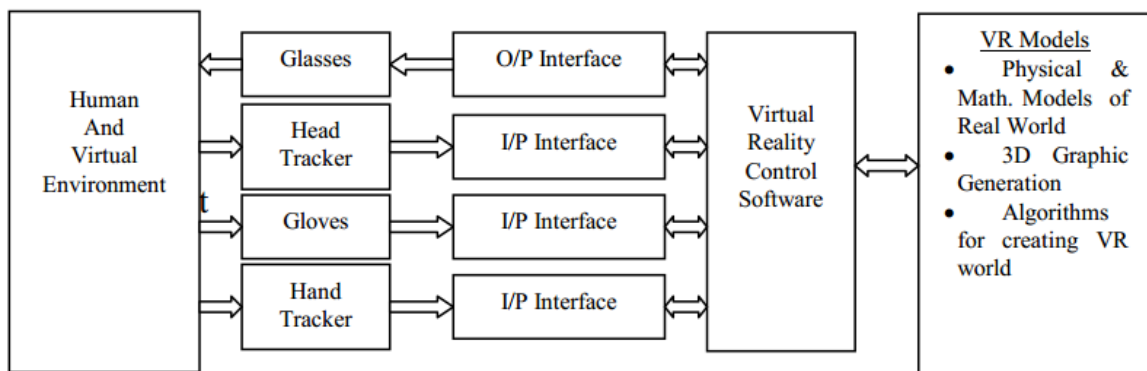 Human
And
Virtual
Environment
t
Glasses
Head
Tracker
Gloves
Hand
Tracker
O/P Interface
I/P Interface
I/P Interface
I/P Interface
Virtual
Reality
Control
Software
VR Models
• Physical &
Math. Models of
Real World
• 3D Graphic
Generation
• Algorithms
for creating VR
world